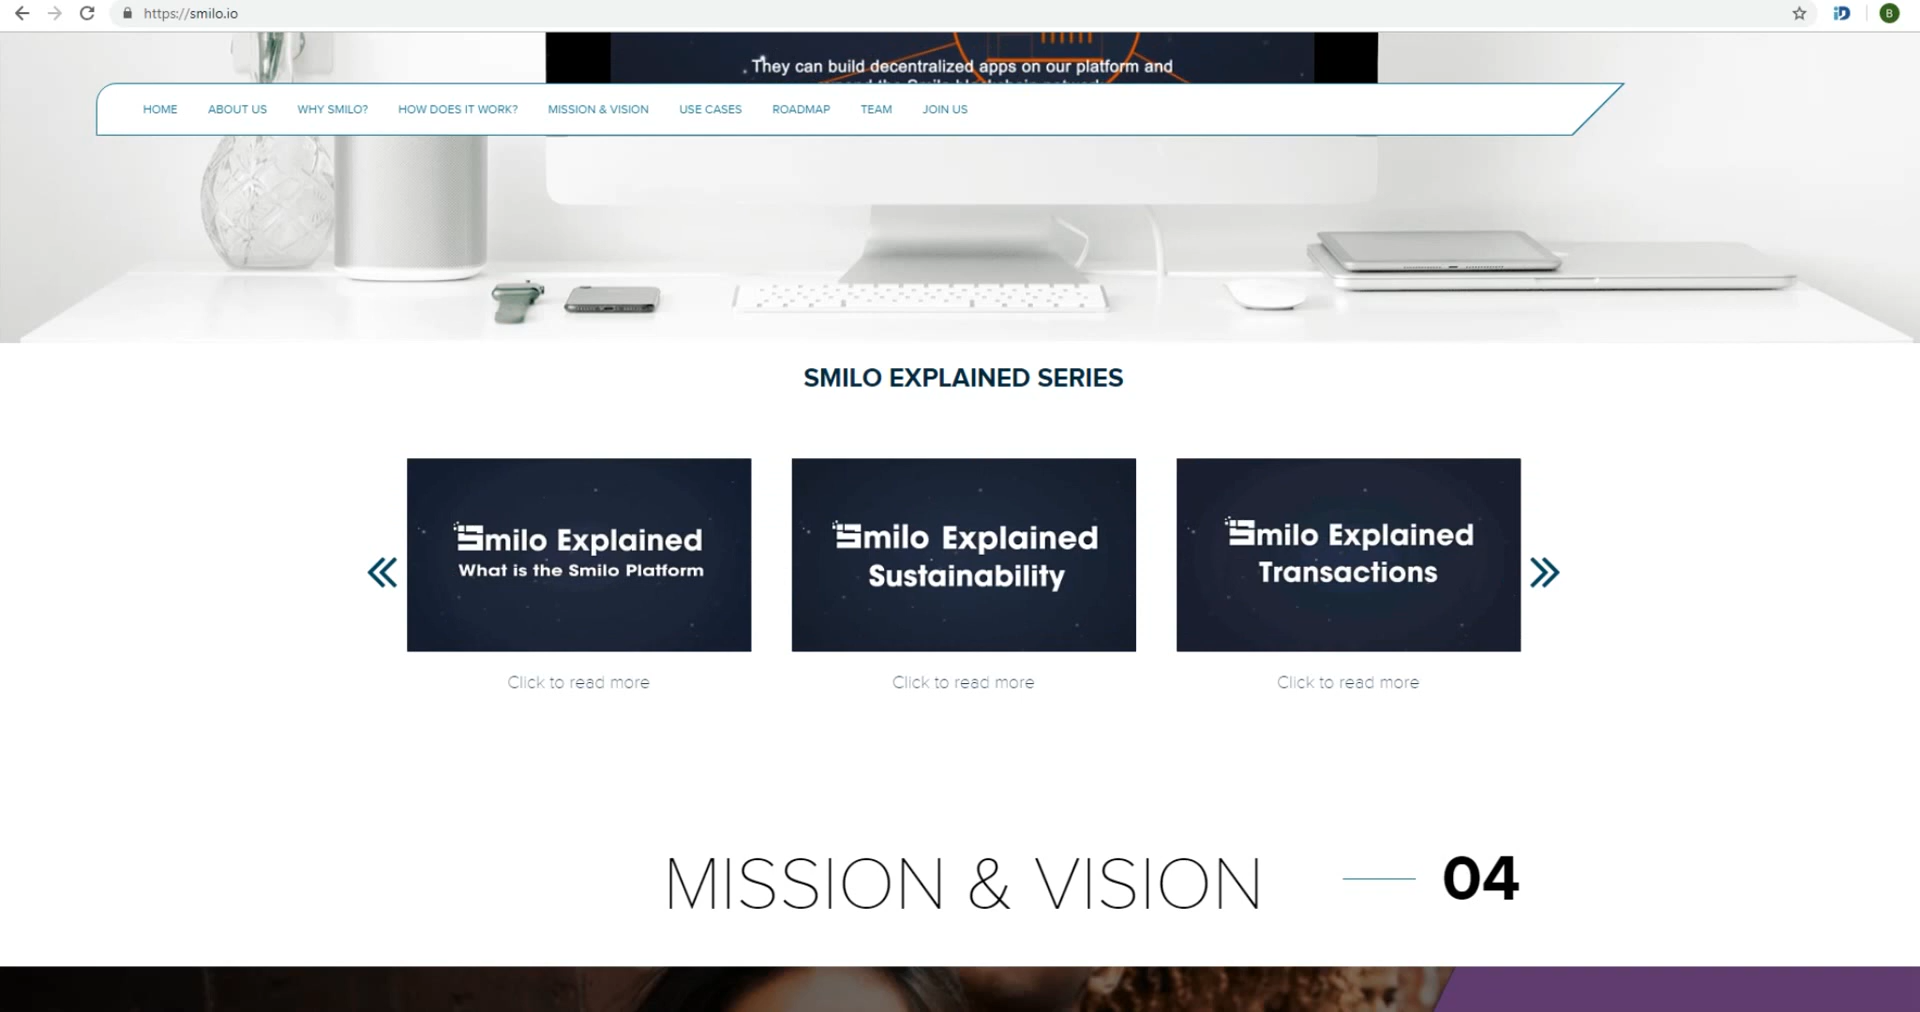 https://smilo.io
B
They can build decentralized apps on our platform and
HOME ABOUT US WHY SMILO? HOW DOES IT WORK? MISSION & VISION USE CASES ROADMAP TEAM JOIN US
SMILO EXPLAINED SERIES
Smilo Explained
What is the Smilo Platform
Smilo Explained
Sustainability
Smilo Explained
Transactions
Click to read more
Click to read more
Click to read more
MISSION & VISION
04